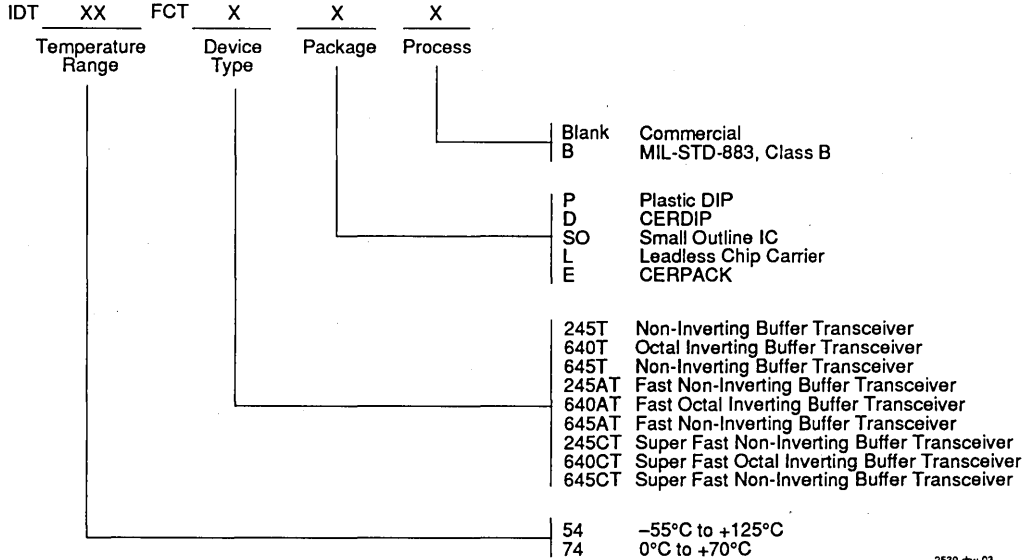 IDT XX FCT X X X
Temperature Range Device Type Package Process
Blank Commercial
B MIL-STD-883, Class B
P Plastic DIP
D CERDIP
SO Small Outline IC
L Leadless Chip Carrier
E CERPACK
245T Non-Inverting Buffer Transceiver
640T Octal Inverting Buffer Transceiver
645T Non-Inverting Buffer Transceiver
245AT Fast Non-Inverting Buffer Transceiver
640AT Fast Octal Inverting Buffer Transceiver
645AT Fast Non-Inverting Buffer Transceiver
245CT Super Fast Non-Inverting Buffer Transceiver
640CT Super Fast Octal Inverting Buffer Transceiver
645CT Super Fast Non-Inverting Buffer Transceiver
54 –55°C to +125°C
74 0°C to +70°C